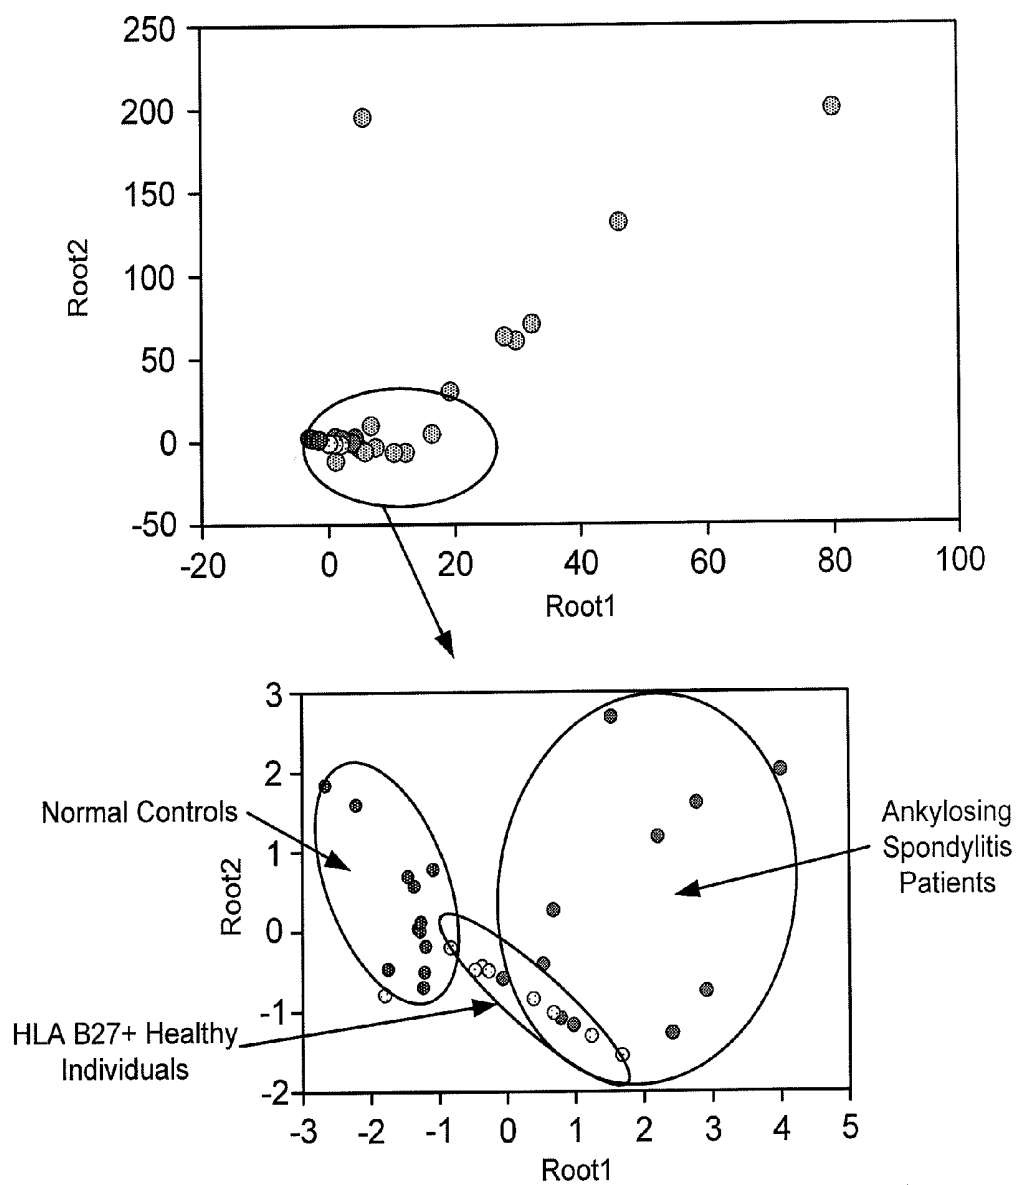 250
200
150
100
50
0
-50
Root2
-20 0 20 40 60 80 100
Root1
3
2
1
0
-1
-2
Root2
Normal Controls
HLA B27+ Healthy
Individuals
Ankylosing
Spondylitis
Patients
-3 -2 -1 0 1 2 3 4 5
Root1